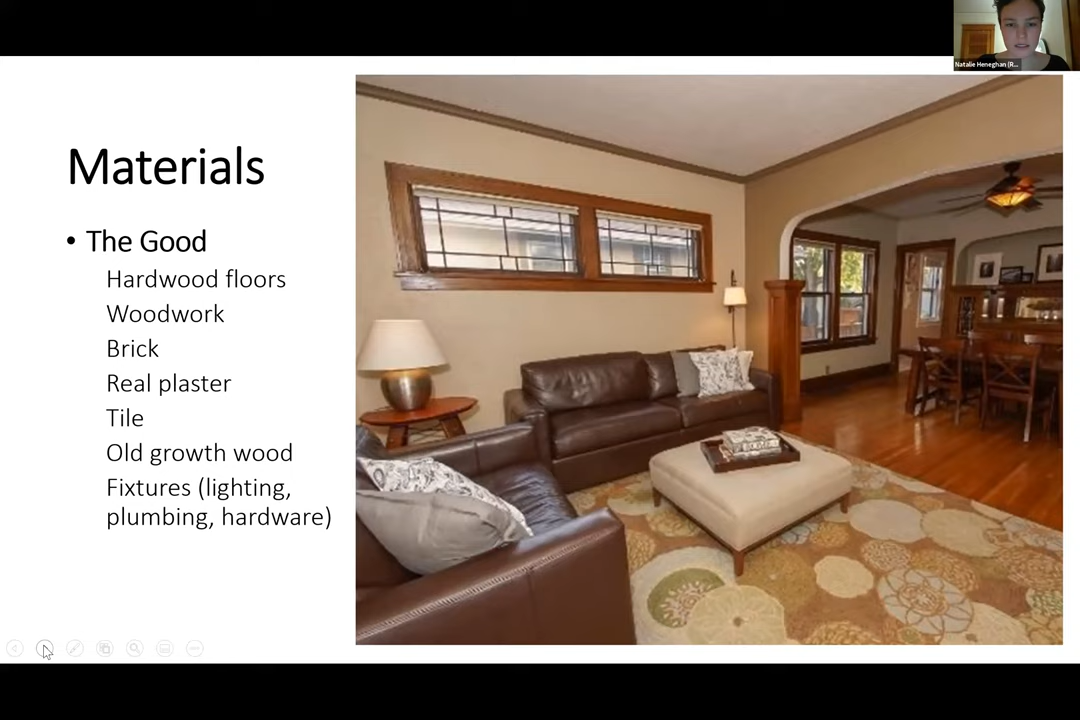 Natalie Heneghan (R...
Materials
• The Good
Hardwood floors
Woodwork
Brick
Real plaster
Tile
Old growth wood
Fixtures (lighting,
plumbing, hardware)